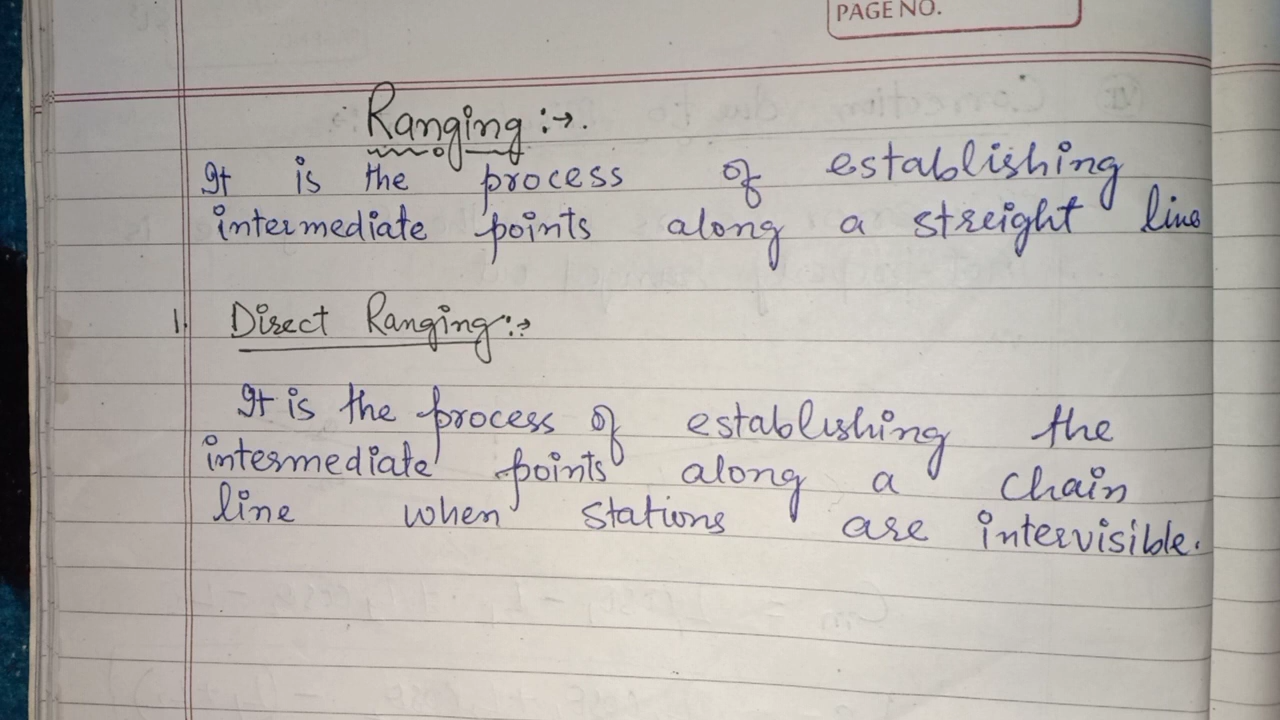 PAGE NO.
Ranging :→.
It is the process of establishing
intermediate points along a streight line
1. Direct Ranging :→
It is the process of establishing the
intermediate points along a chain
line when stations are intervisible.